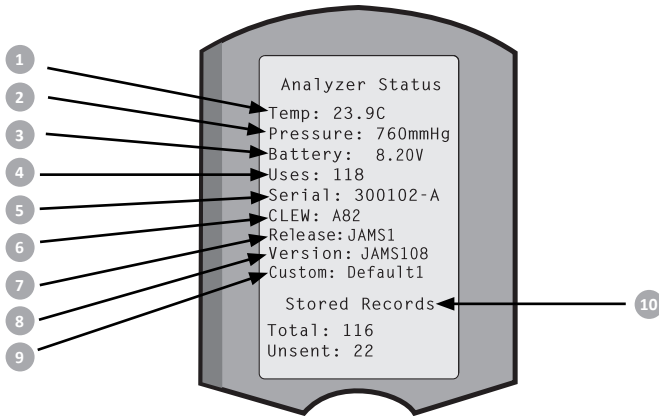 Analyzer Status
1
Temp: 23.9C
2
Pressure: 760mmHg
3
Battery: 8.20V
4
Uses: 118
5
Serial: 300102-A
6
CLEW: A82
7
Release: JAMS1
8
Version: JAMS108
9
Custom: Default1
Stored Records
10
Total: 116
Unsent: 22